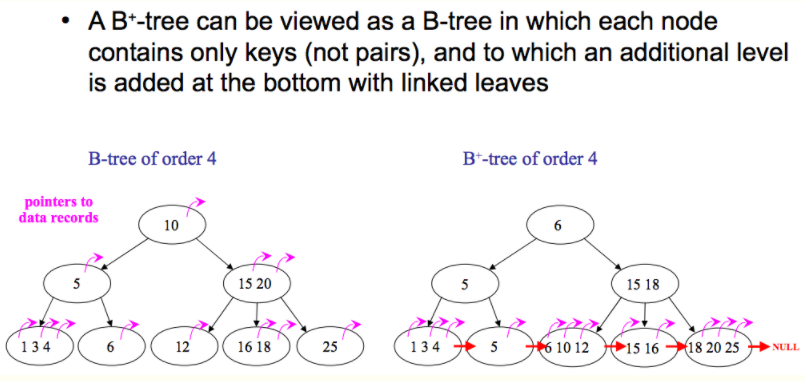 • A B⁺-tree can be viewed as a B-tree in which each node
contains only keys (not pairs), and to which an additional level
is added at the bottom with linked leaves
B-tree of order 4
B⁺-tree of order 4
pointers to
data records
10
6
5
15 20
5
15 18
1 3 4
6
12
16 18
25
1 3 4
5
6 10 12
15 16
18 20 25
NULL